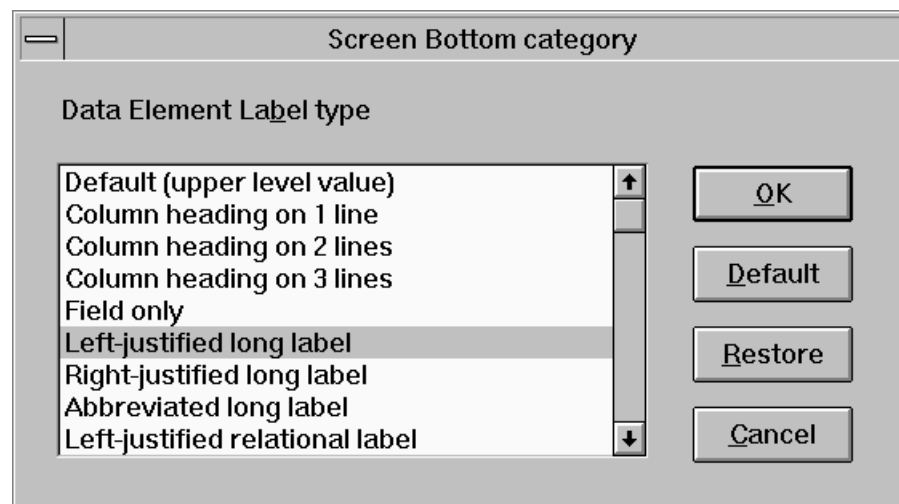 Screen Bottom category
Data Element Label type
Default (upper level value)
Column heading on 1 line
Column heading on 2 lines
Column heading on 3 lines
Field only
Left-justified long label
Right-justified long label
Abbreviated long label
Left-justified relational label
OK
Default
Restore
Cancel